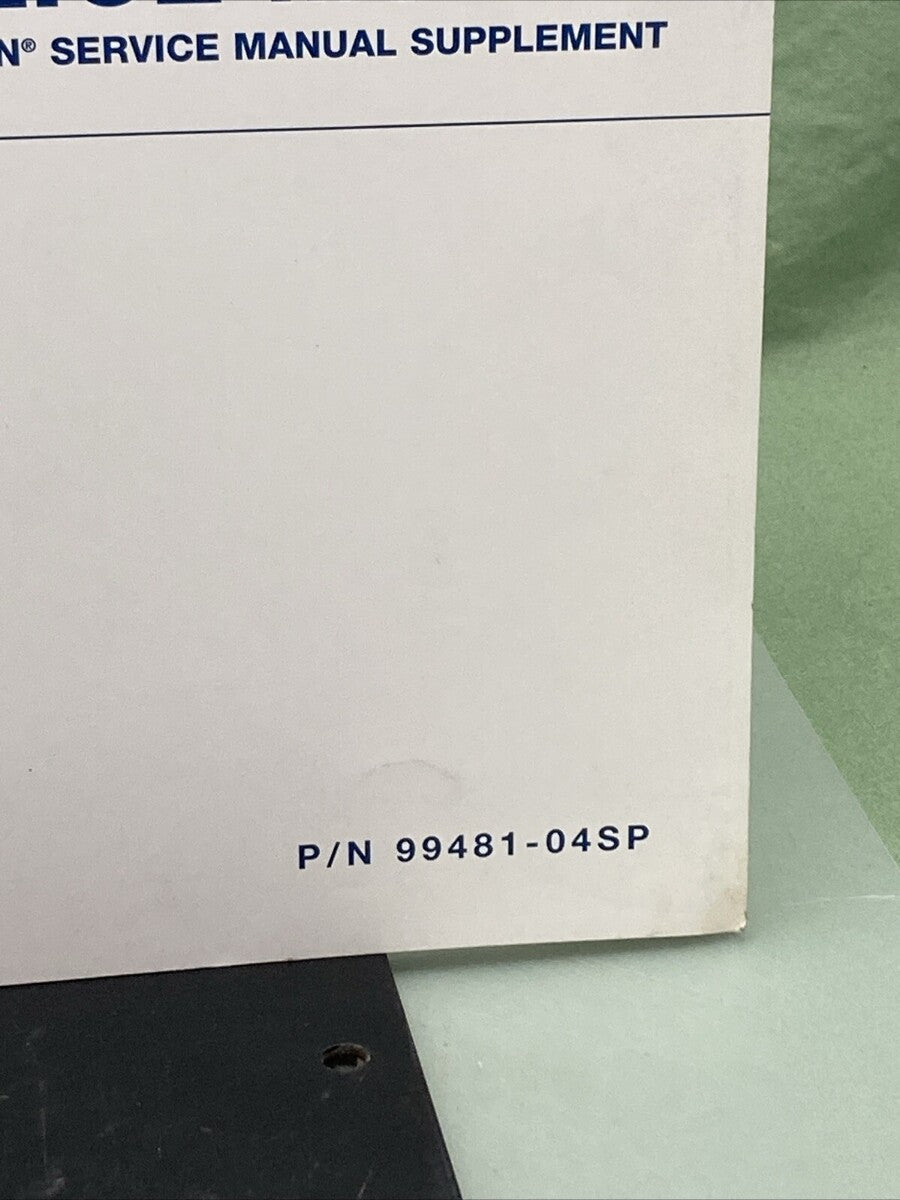 N® SERVICE MANUAL SUPPLEMENT
P/N 99481-04SP